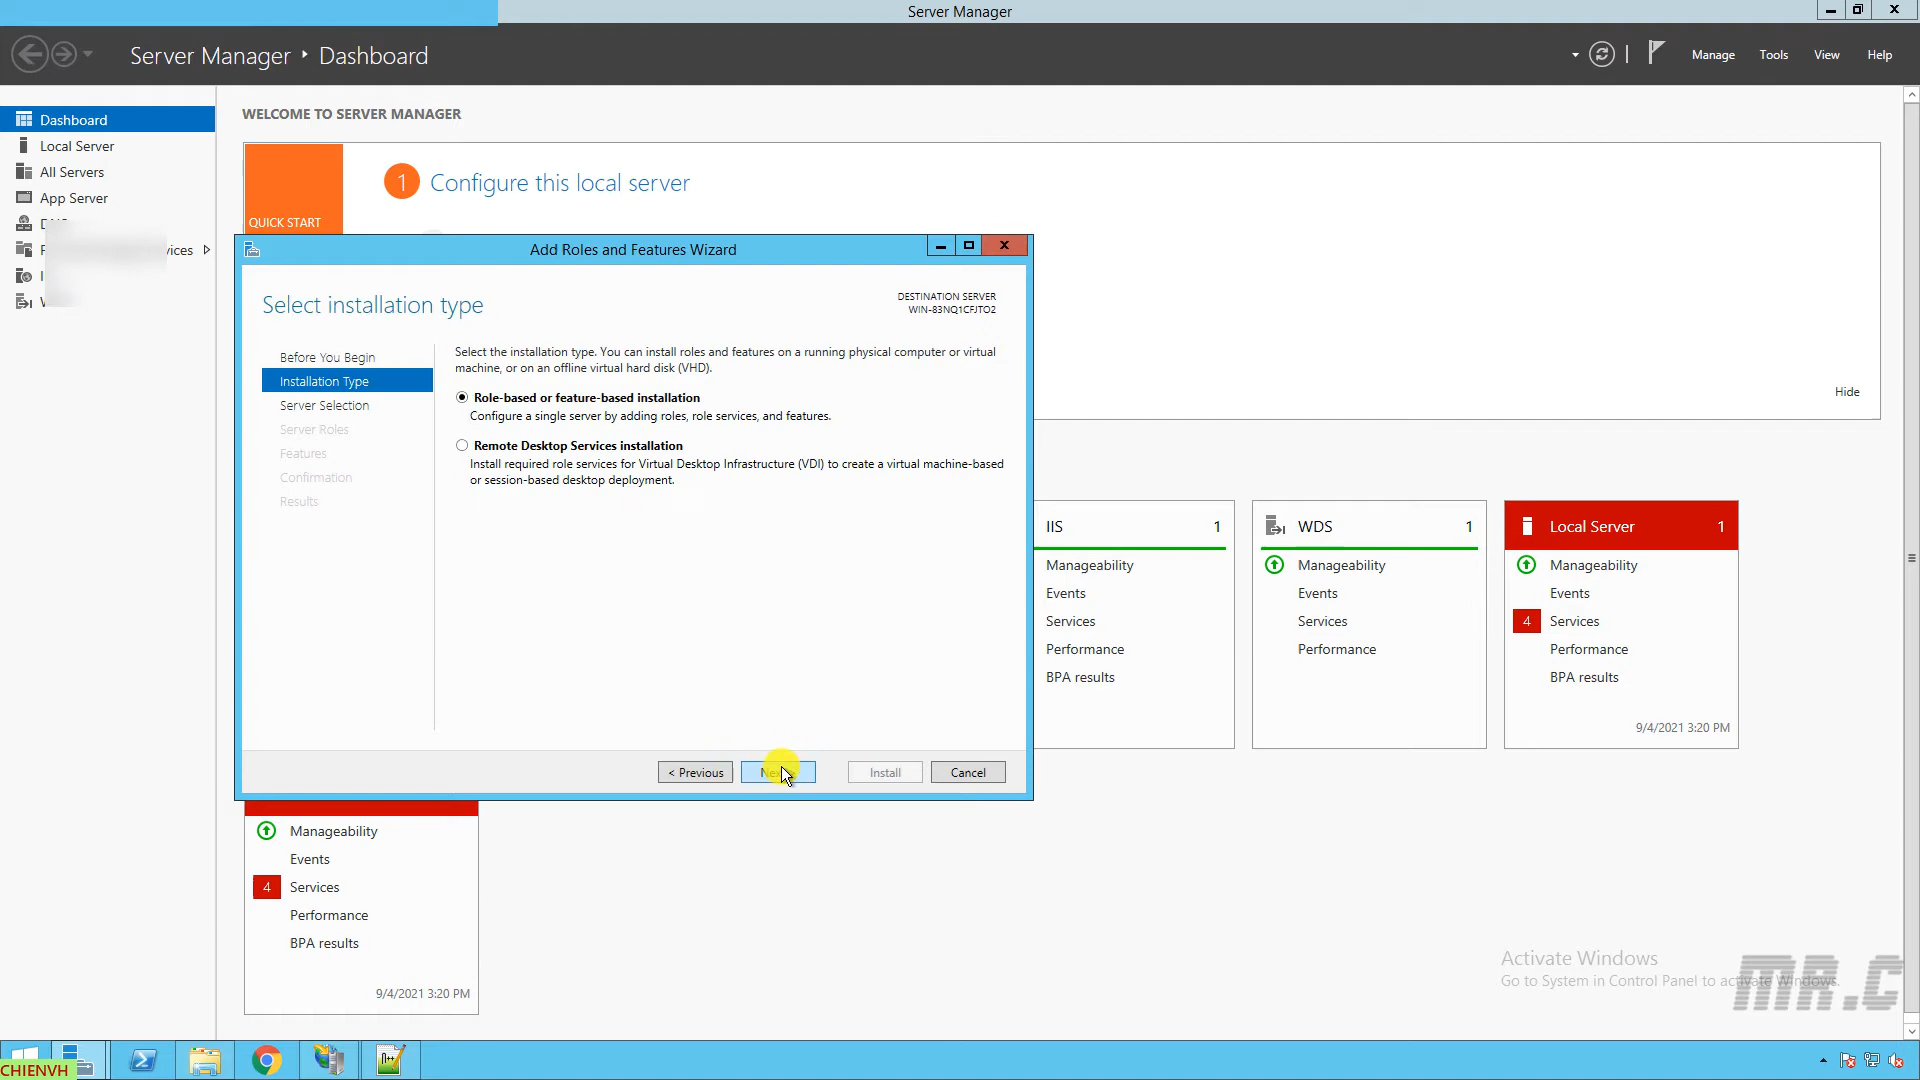 Server Manager
Server Manager ‣ Dashboard
Manage
Tools
View
Help
Dashboard
Local Server
All Servers
App Server
WELCOME TO SERVER MANAGER
QUICK START
1
Configure this local server
Hide
Add Roles and Features Wizard
Select installation type
DESTINATION SERVER
WIN-83NQ1CFJTO2
Before You Begin
Installation Type
Server Selection
Server Roles
Features
Confirmation
Results
Select the installation type. You can install roles and features on a running physical computer or virtual
machine, or on an offline virtual hard disk (VHD).
Role-based or feature-based installation
Configure a single server by adding roles, role services, and features.
Remote Desktop Services installation
Install required role services for Virtual Desktop Infrastructure (VDI) to create a virtual machine-based
or session-based desktop deployment.
< Previous
Install
Cancel
IIS 1
Manageability
Events
Services
Performance
BPA results
WDS 1
Manageability
Events
Services
Performance
Local Server 1
Manageability
Events
4 Services
Performance
BPA results
9/4/2021 3:20 PM
Manageability
Events
4 Services
Performance
BPA results
9/4/2021 3:20 PM
Activate Windows
Go to System in Control Panel to activate Windows.
MR.C
CHIENVH